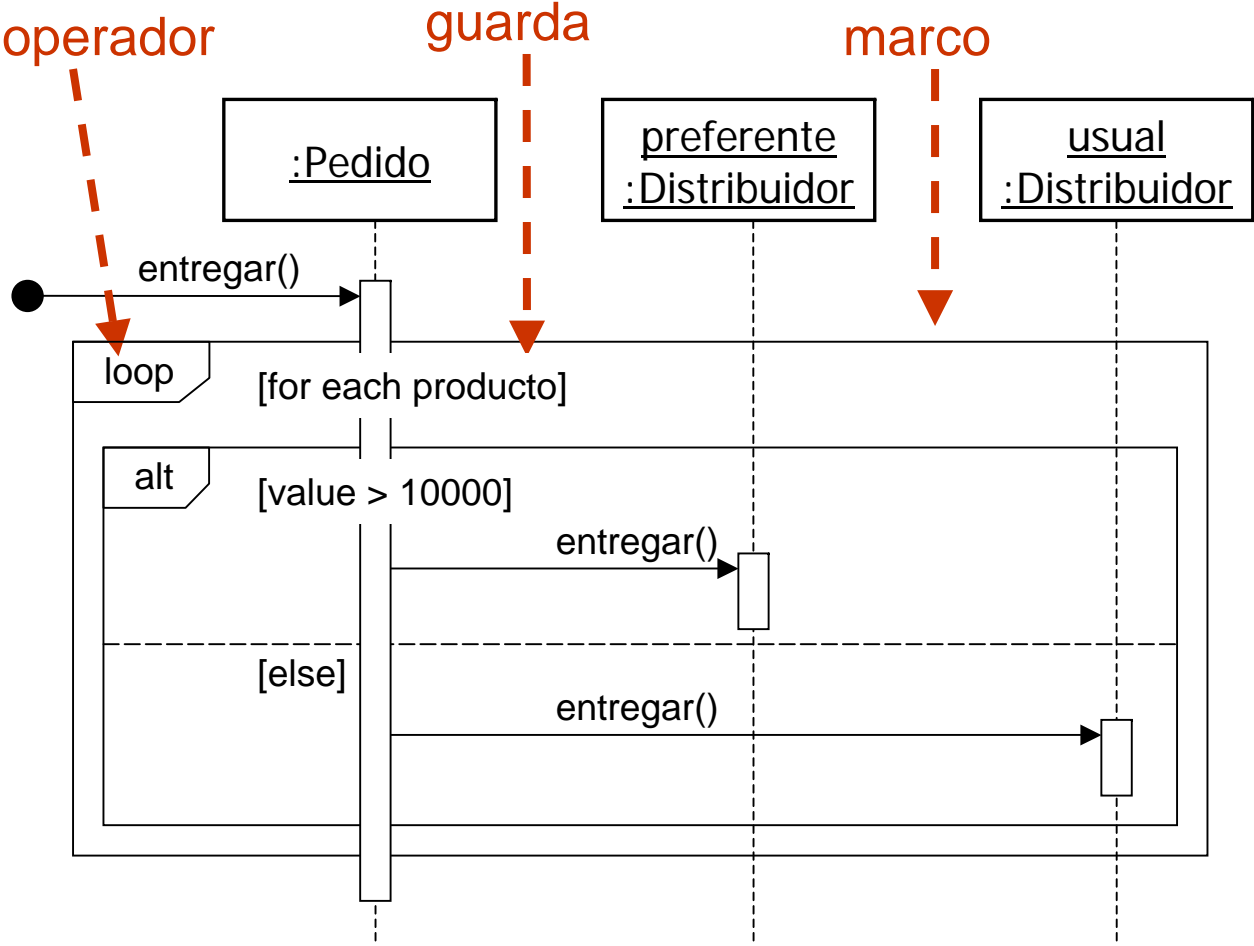 operador
guarda
marco
:Pedido
preferente
:Distribuidor
usual
:Distribuidor
entregar()
loop
[for each producto]
alt
[value > 10000]
entregar()
[else]
entregar()